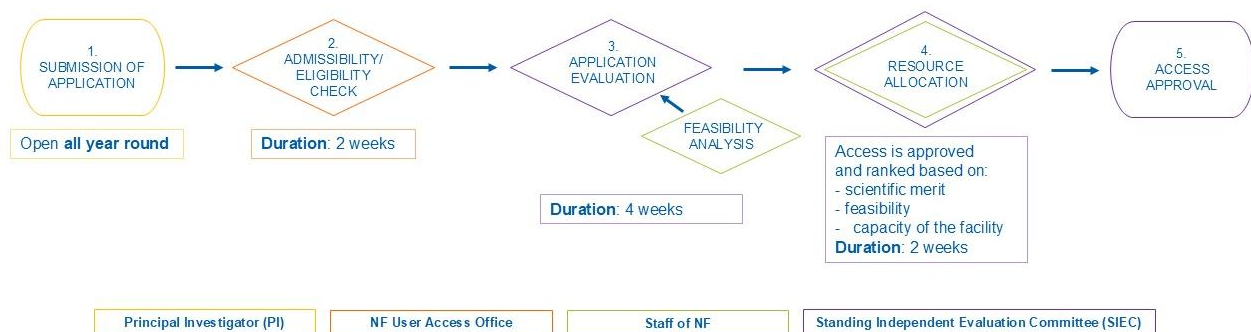 1.
SUBMISSION OF
APPLICATION
Open all year round
2.
ADMISSIBILITY/
ELIGIBILITY
CHECK
Duration: 2 weeks
3.
APPLICATION
EVALUATION
FEASIBILITY
ANALYSIS
Duration: 4 weeks
4.
RESOURCE
ALLOCATION
Access is approved
and ranked based on:
- scientific merit
- feasibility
- capacity of the facility
Duration: 2 weeks
5.
ACCESS
APPROVAL
Principal Investigator (PI)
NF User Access Office
Staff of NF
Standing Independent Evaluation Committee (SIEC)